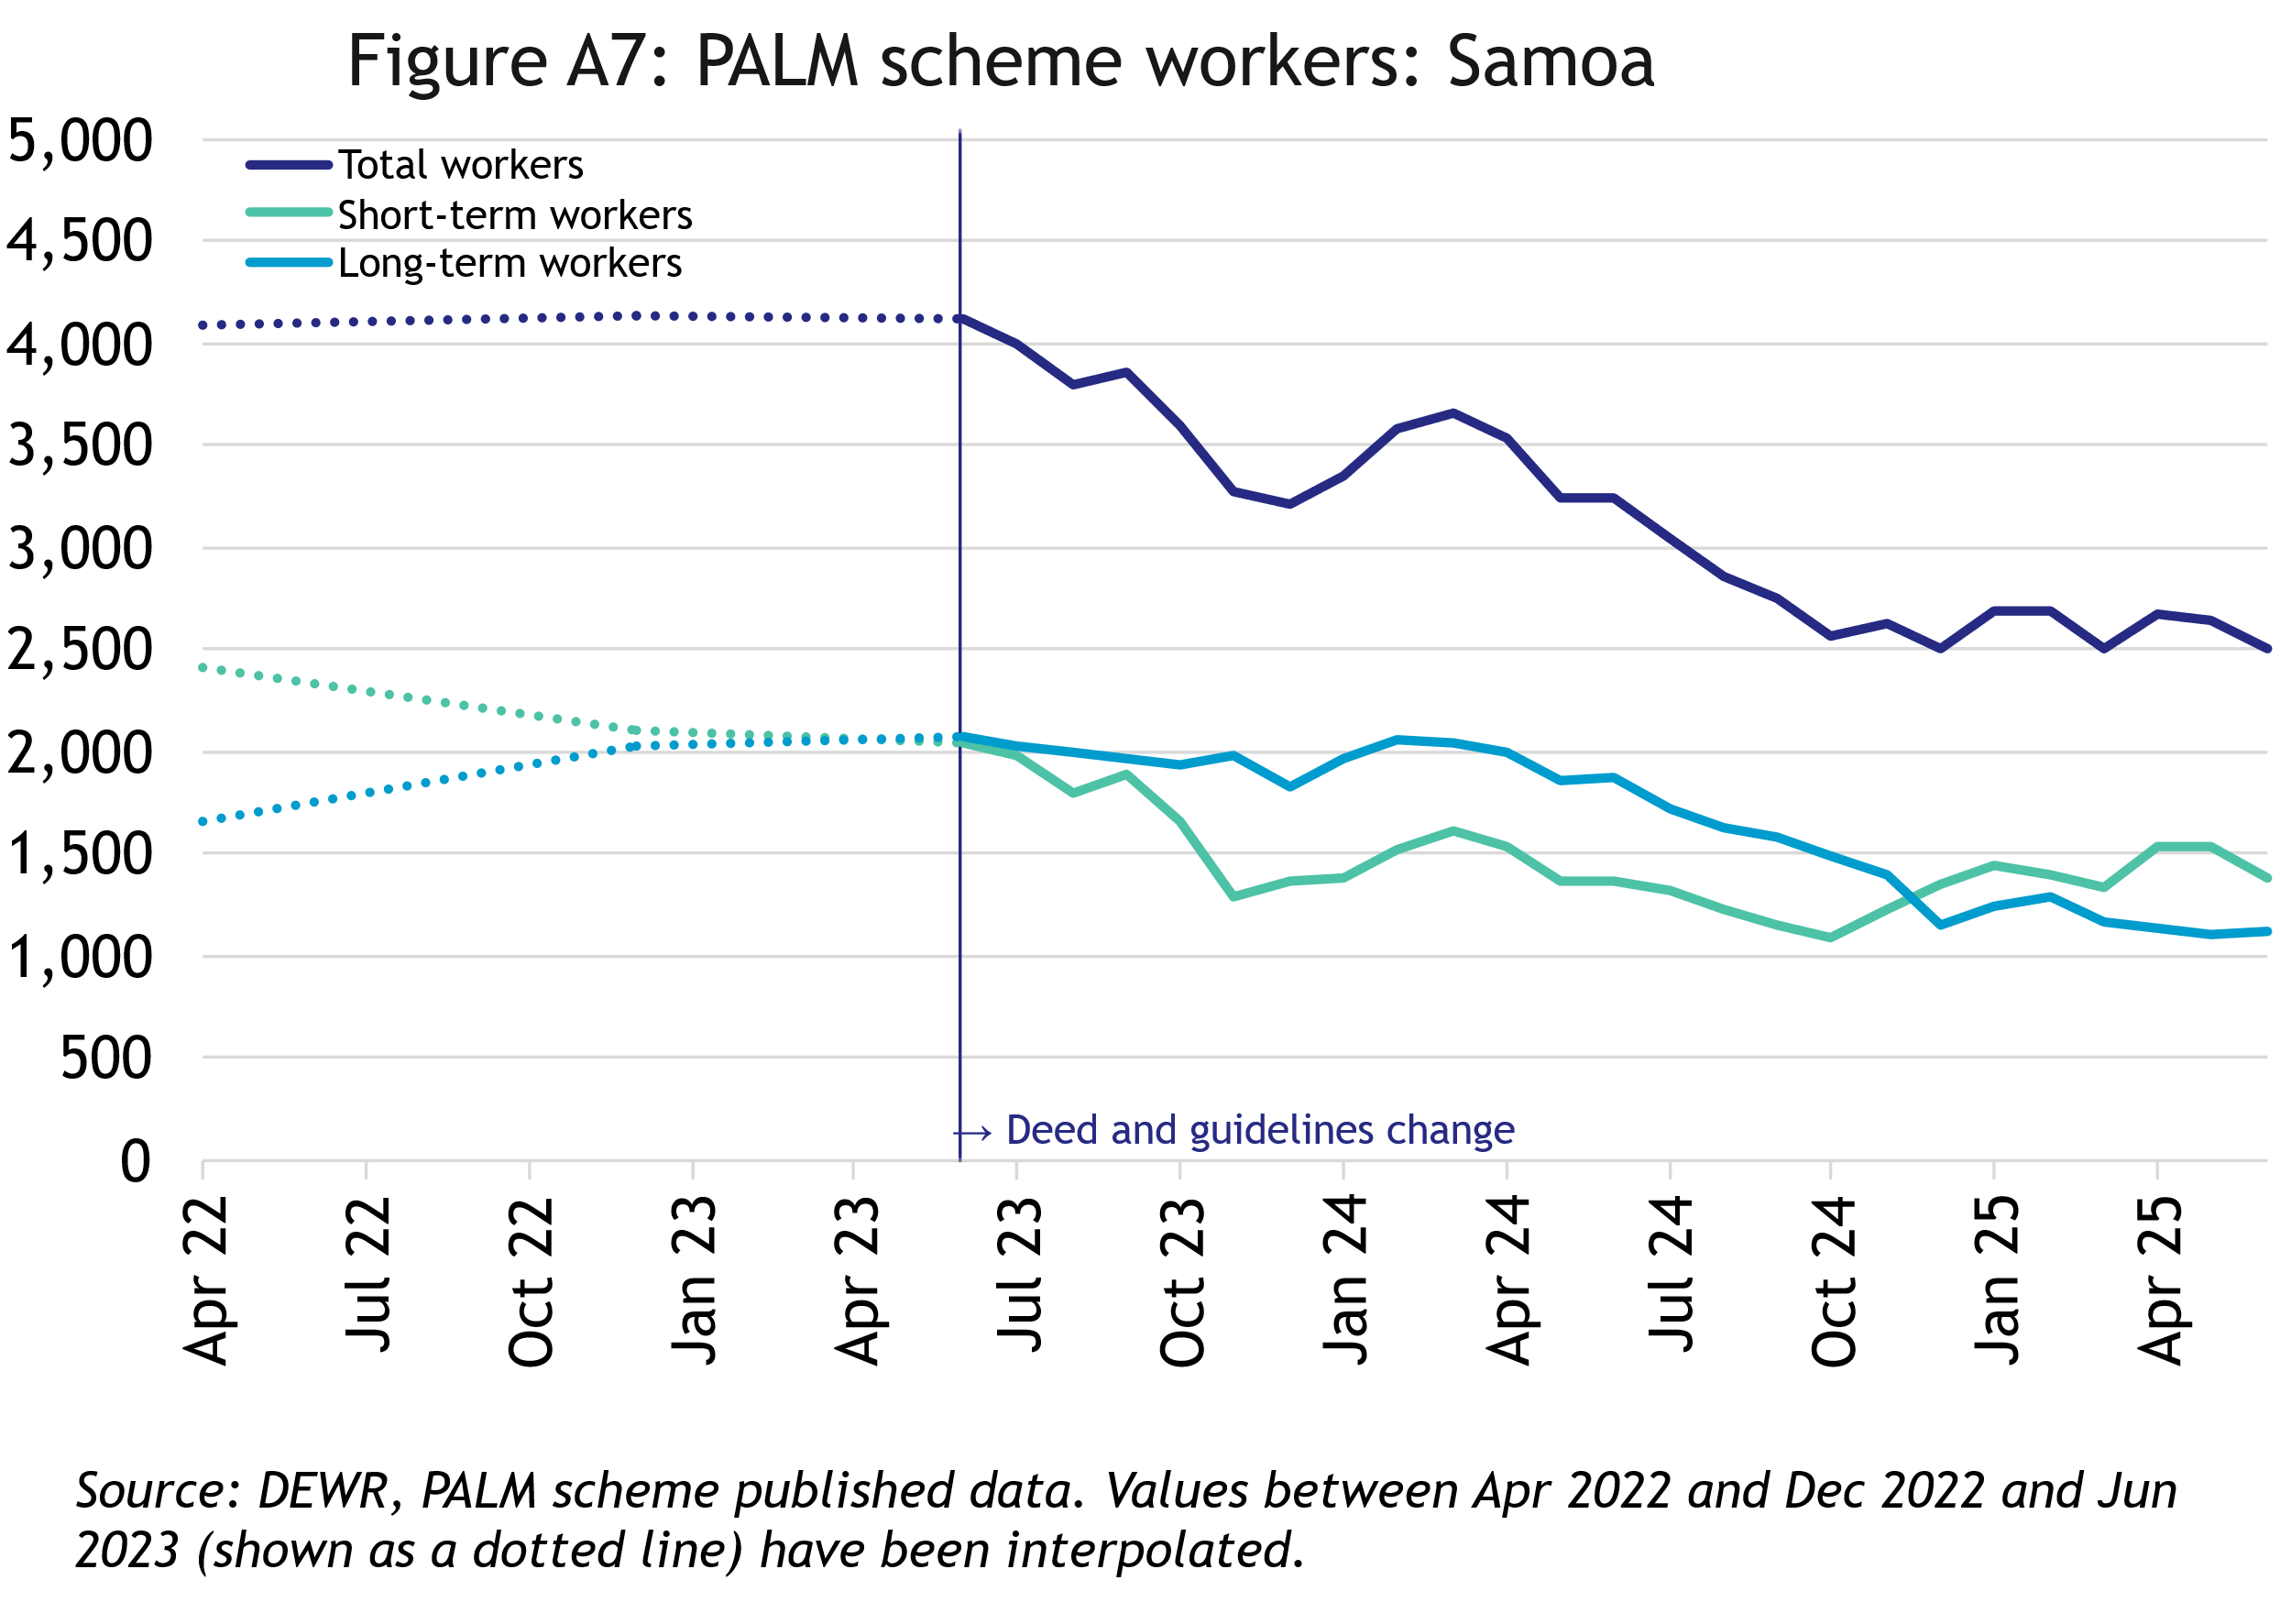 Figure A7: PALM scheme workers: Samoa
5,000
4,500
4,000
3,500
3,000
2,500
2,000
1,500
1,000
500
0
Total workers
Short-term workers
Long-term workers
→ Deed and guidelines change
Apr 22
Jul 22
Oct 22
Jan 23
Apr 23
Jul 23
Oct 23
Jan 24
Apr 24
Jul 24
Oct 24
Jan 25
Apr 25
Source: DEWR, PALM scheme published data. Values between Apr 2022 and Dec 2022 and Jun
2023 (shown as a dotted line) have been interpolated.